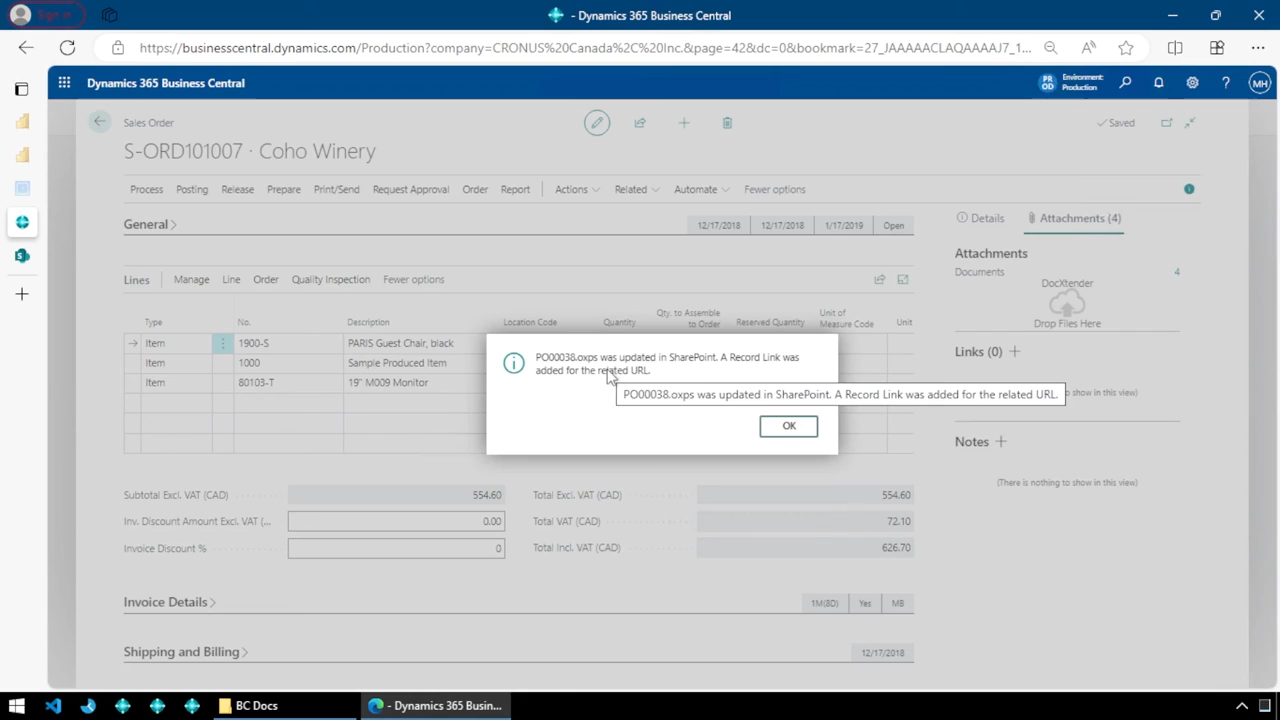 Sign in
- Dynamics 365 Business Central
https://businesscentral.dynamics.com/Production?company=CRONUS%20Canada%2C%20Inc.&page=42&dc=0&bookmark=27_JAAAAACLAQAAAAJ7_1...
Dynamics 365 Business Central
PR OD
Environment: Production
?
MH
Sales Order
Saved
S-ORD101007 · Coho Winery
Process Posting Release Prepare Print/Send Request Approval Order Report Actions Related Automate Fewer options
General
12/17/2018 12/17/2018 1/17/2019 Open
Details
Attachments (4)
Attachments
Documents 4
DocXtender
Drop Files Here
Links (0)
show in this view)
Notes
(There is nothing to show in this view)
Lines Manage Line Order Quality Inspection Fewer options
Type No. Description Location Code Quantity Qty. to Assemble to Order Reserved Quantity Unit of Measure Code Unit
Item 1900-S PARIS Guest Chair, black
Item 1000 Sample Produced Item
Item 80103-T 19" M009 Monitor
PO00038.oxps was updated in SharePoint. A Record Link was
added for the related URL.
PO00038.oxps was updated in SharePoint. A Record Link was added for the related URL.
OK
Subtotal Excl. VAT (CAD) 554.60 Total Excl. VAT (CAD) 554.60
Inv. Discount Amount Excl. VAT (... 0.00 Total VAT (CAD) 72.10
Invoice Discount % 0 Total Incl. VAT (CAD) 626.70
Invoice Details
1M(8D) Yes MB
Shipping and Billing
12/17/2018
BC Docs
- Dynamics 365 Busin...